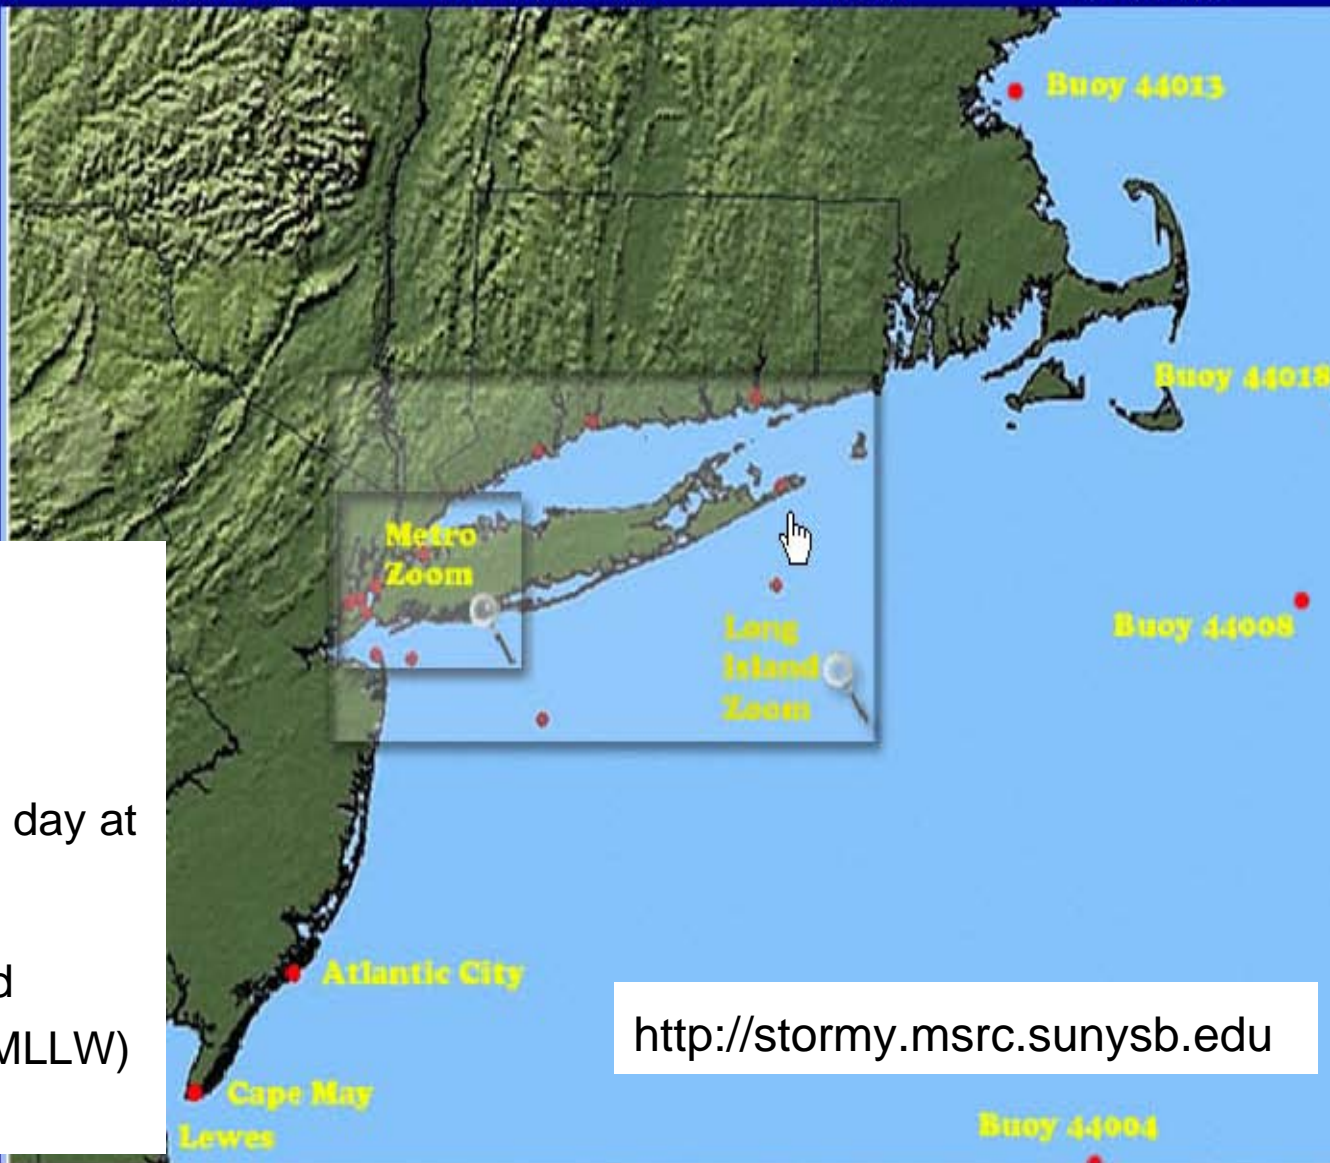 Buoy 44013
Buoy 44018
Metro
Zoom
Buoy 44008
Long
Island
Zoom
day at
Atlantic City
http://stormy.msrc.sunysb.edu
MLLW)
Cape May
Buoy 44004
Lewes